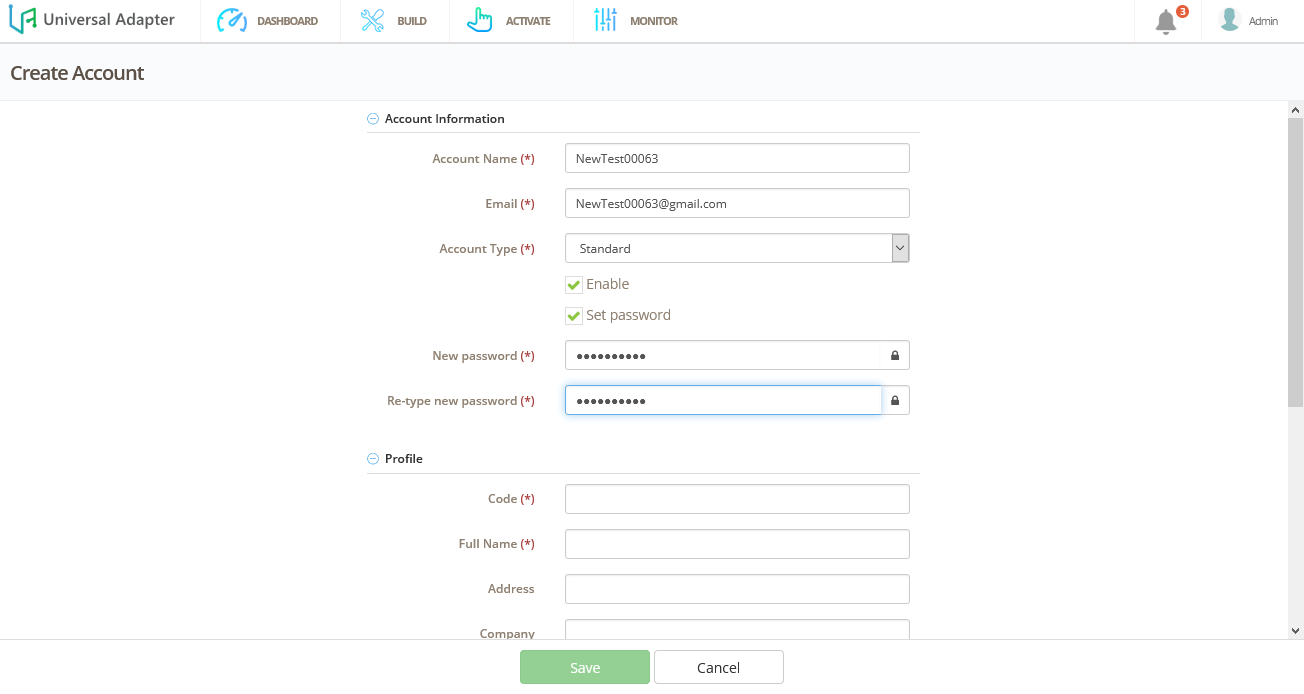 Universal Adapter
DASHBOARD
BUILD
ACTIVATE
MONITOR
3
Admin
Create Account
Account Information
Account Name (*)
NewTest00063
Email (*)
NewTest00063@gmail.com
Account Type (*)
Standard
Enable
Set password
New password (*)
••••••••••
Re-type new password (*)
••••••••••
Profile
Code (*)
Full Name (*)
Address
Company
Save
Cancel